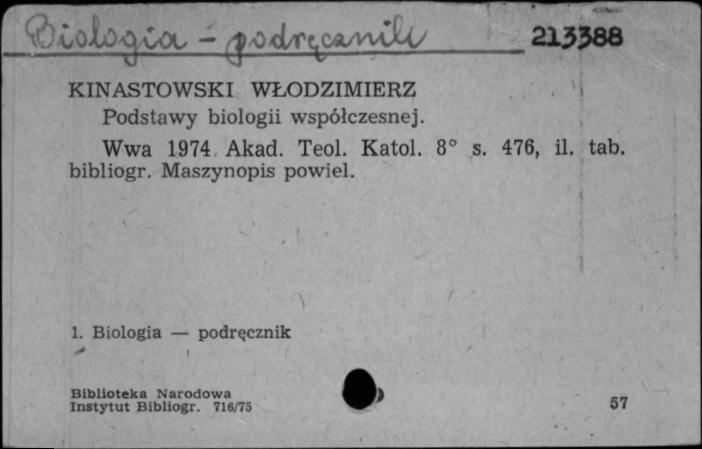 Biologia - podręczniki
213388
KINASTOWSKI WŁODZIMIERZ
Podstawy biologii współczesnej.
Wwa 1974 Akad. Teol. Katol. 8° s. 476, il. tab.
bibliogr. Maszynopis powiel.
1. Biologia — podręcznik
Biblioteka Narodowa
Instytut Bibliogr. 716/75
57